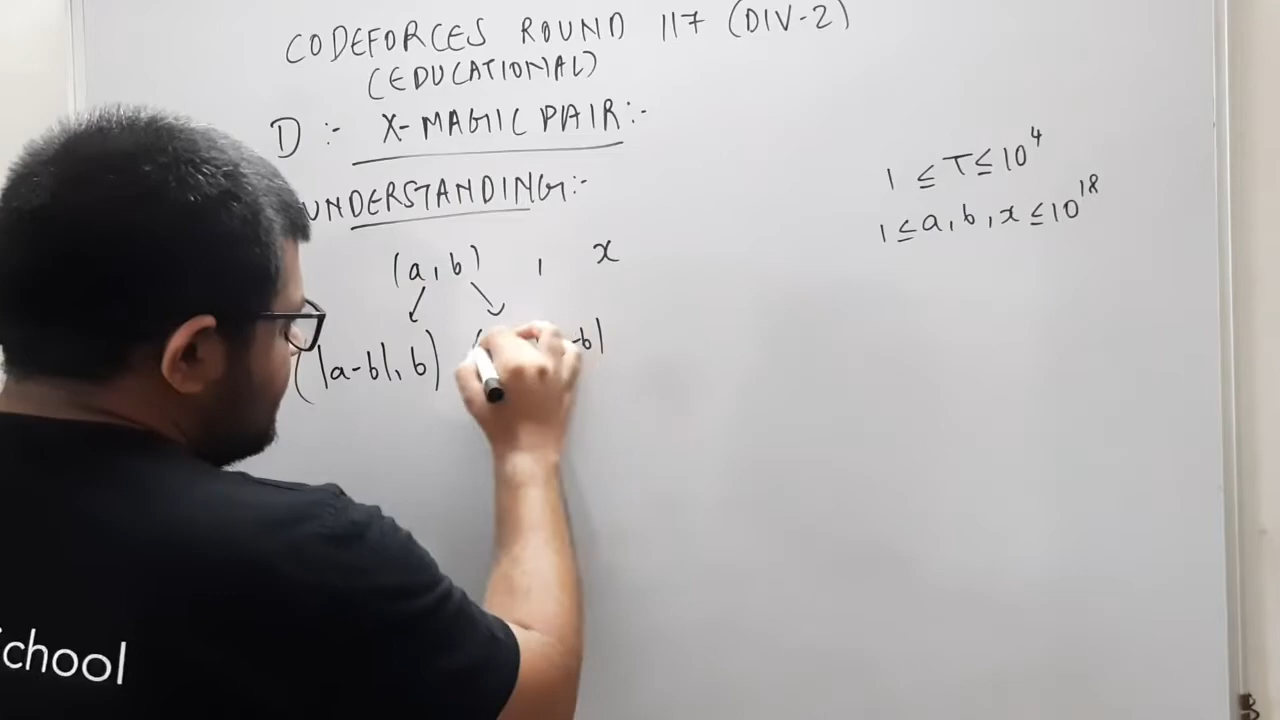 CODEFORCES ROUND 117 (DIV-2)
(EDUCATIONAL)
D :- X-MAGIC PAIR:-
UNDERSTANDING:-
(a, b) , x
(|a-b|, b) -b|
1 ≤ T ≤ 10^4
1 ≤ a, b, x ≤ 10^18
chool